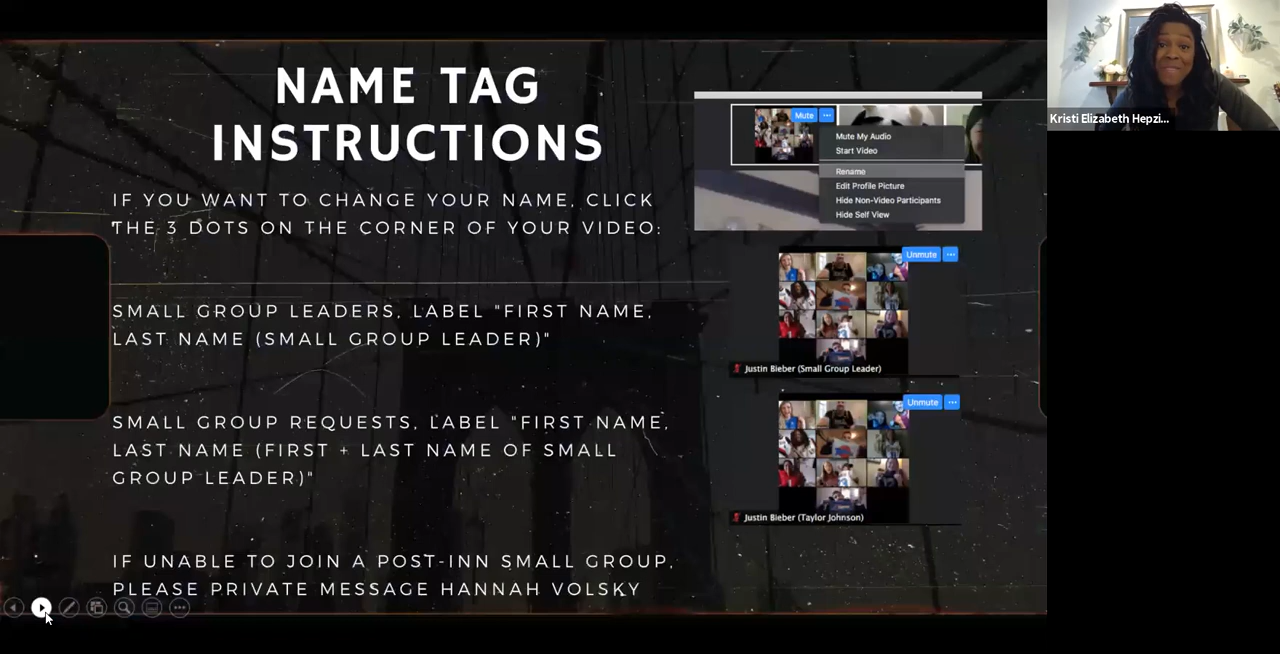 NAME TAG
INSTRUCTIONS
IF YOU WANT TO CHANGE YOUR NAME, CLICK
THE 3 DOTS ON THE CORNER OF YOUR VIDEO:
SMALL GROUP LEADERS, LABEL "FIRST NAME,
LAST NAME (SMALL GROUP LEADER)"
SMALL GROUP REQUESTS, LABEL "FIRST NAME,
LAST NAME (FIRST + LAST NAME OF SMALL
GROUP LEADER)"
IF UNABLE TO JOIN A POST-INN SMALL GROUP,
PLEASE PRIVATE MESSAGE HANNAH VOLSKY
Mute
Mute My Audio
Start Video
Rename
Edit Profile Picture
Hide Non-Video Participants
Hide Self View
Unmute
Justin Bieber (Small Group Leader)
Unmute
Justin Bieber (Taylor Johnson)
Kristi Elizabeth Hepzi...